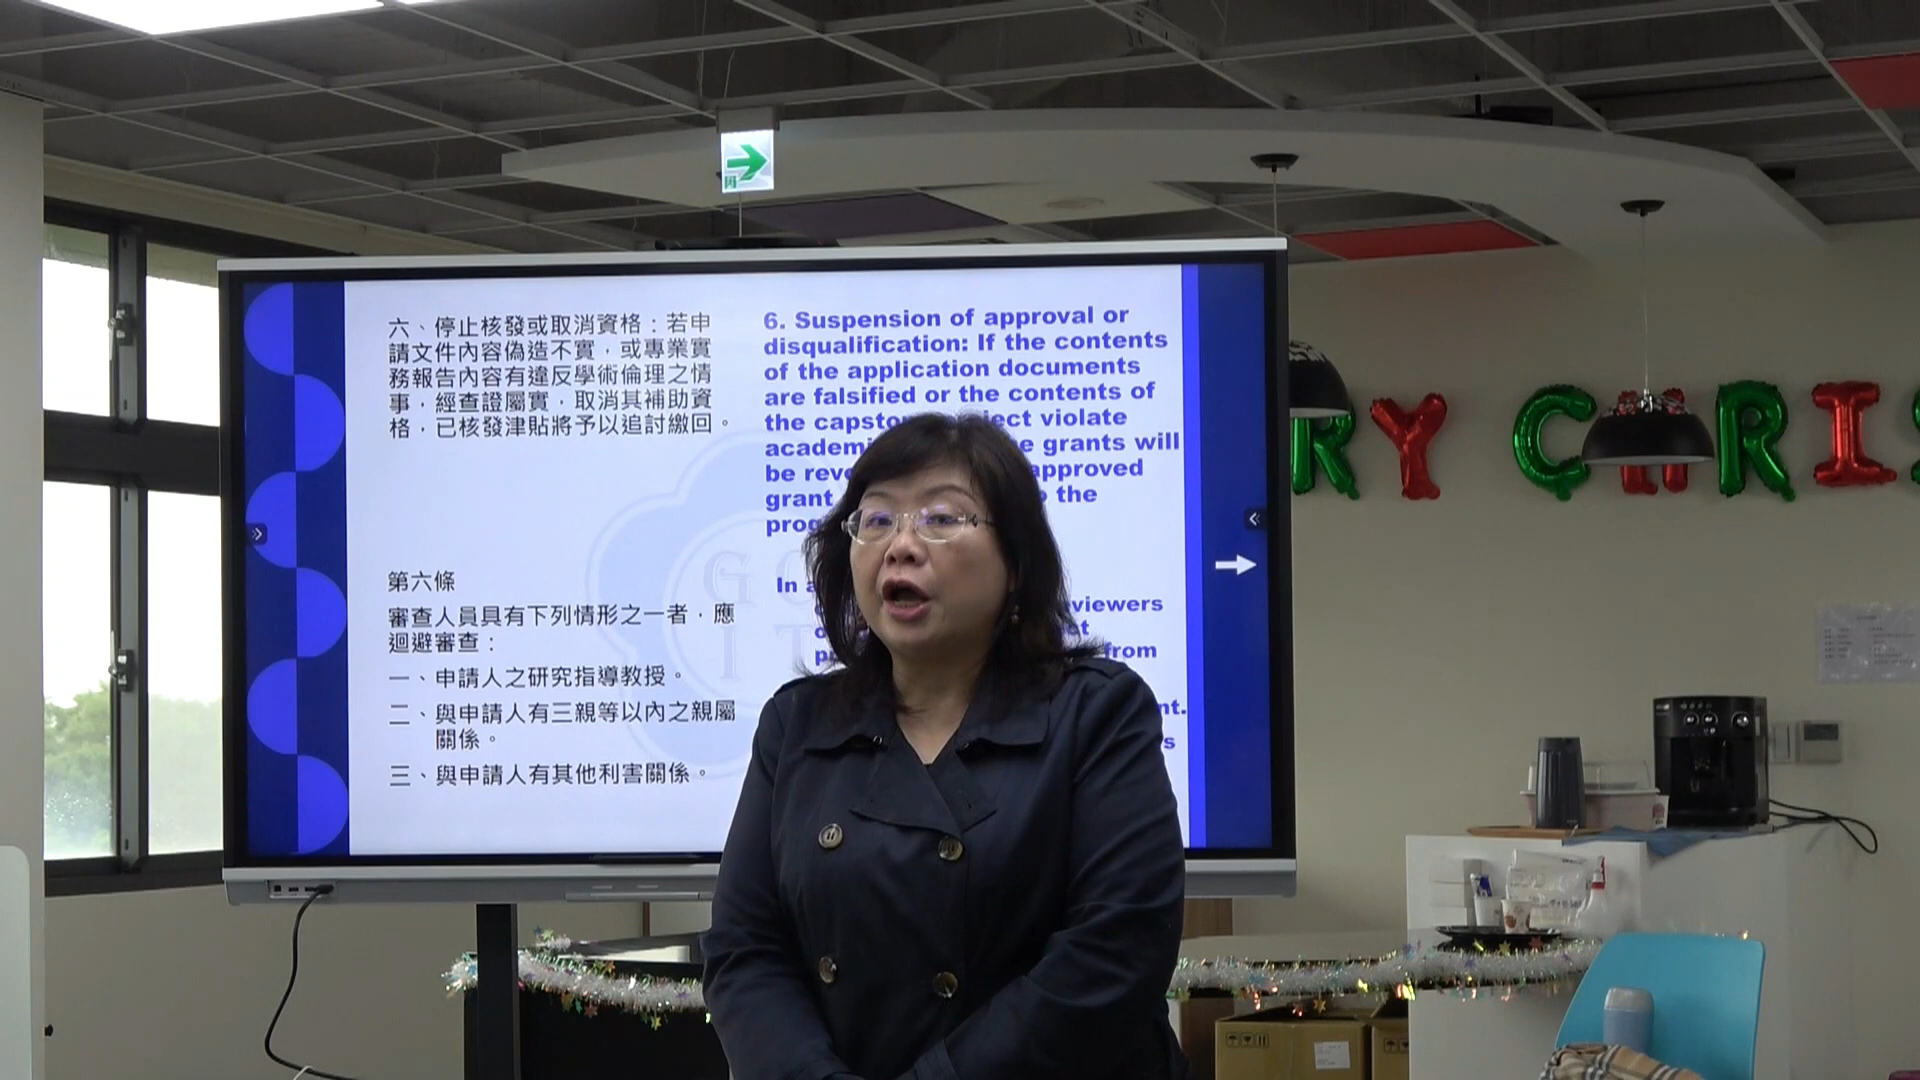 六、停止核發或取消資格：若申
請文件內容偽造不實，或專業實
務報告內容有違反學術倫理之情
事，經查證屬實，取消其補助資
格，已核發津貼將予以追討繳回。
第六條
審查人員具有下列情形之一者，應
迴避審查：
一、申請人之研究指導教授。
二、與申請人有三親等以內之親屬
關係。
三、與申請人有其他利害關係。
6. Suspension of approval or
disqualification: If the contents
of the application documents
are falsified or the contents of
the violate
grants will
be approved
grant the
In
from
RY CHRIS